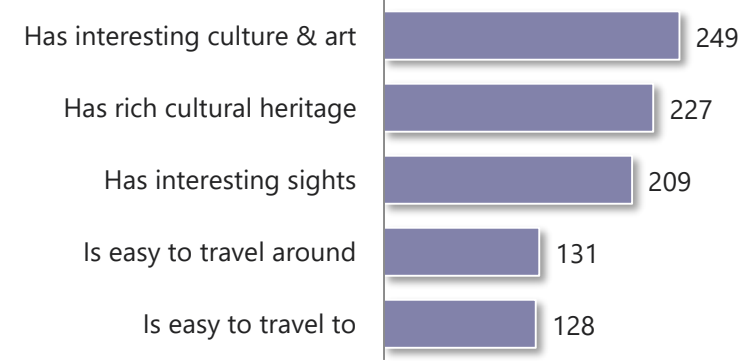 Has interesting culture & art 249
Has rich cultural heritage 227
Has interesting sights 209
Is easy to travel around 131
Is easy to travel to 128